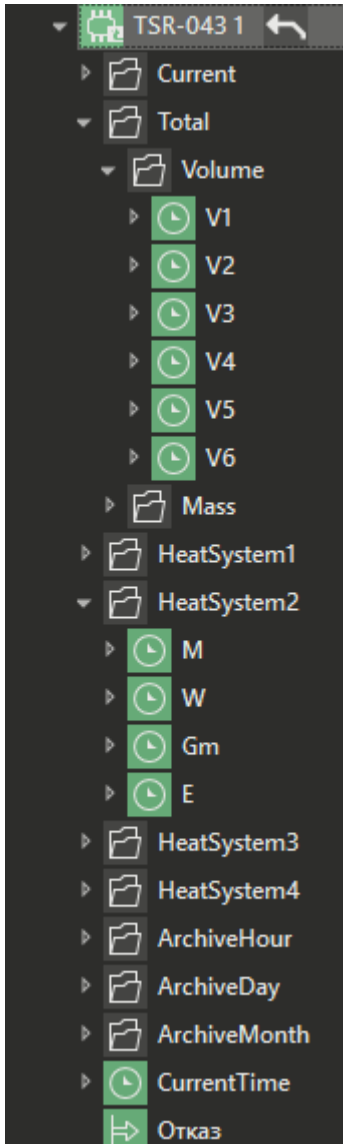 TSR-043 1
Current
Total
Volume
V1
V2
V3
V4
V5
V6
Mass
HeatSystem1
HeatSystem2
M
W
Gm
E
HeatSystem3
HeatSystem4
ArchiveHour
ArchiveDay
ArchiveMonth
CurrentTime
Отказ